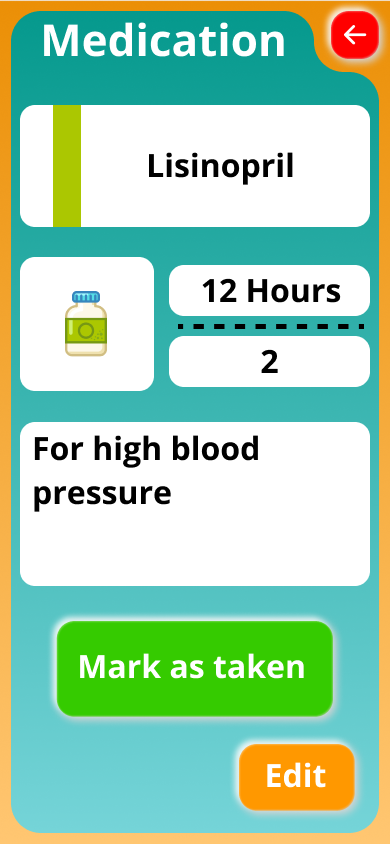 Medication
Lisinopril
12 Hours
2
For high blood
pressure
Mark as taken
Edit